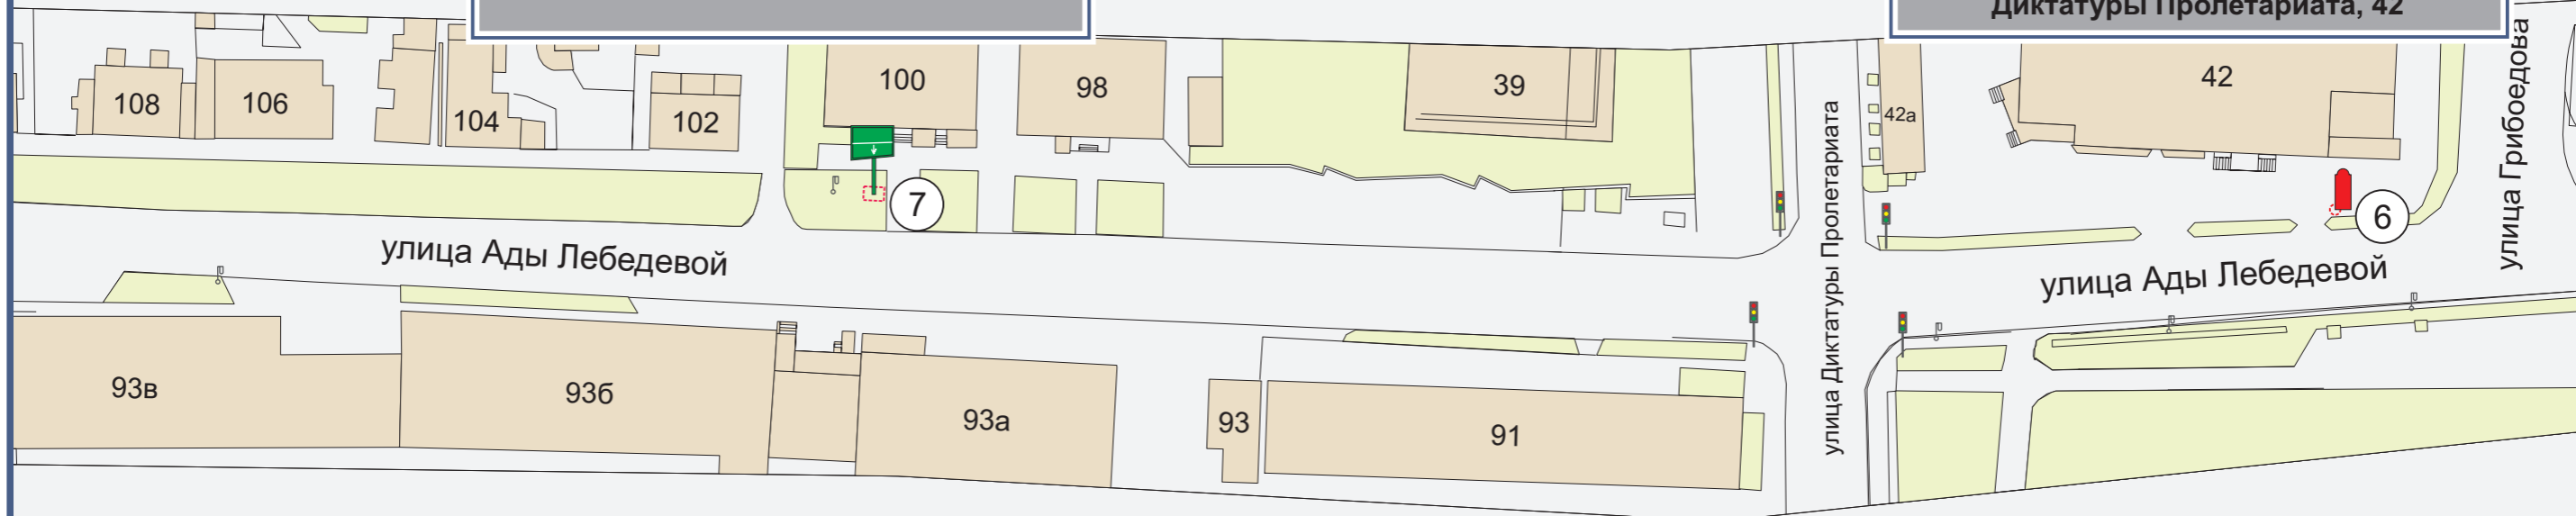 Диктатуры Пролетариата, 42
108
106
104
102
100
98
39
42а
42
7
6
улица Ады Лебедевой
улица Диктатуры Пролетариата
улица Ады Лебедевой
улица Грибоедова
93в
93б
93а
93
91